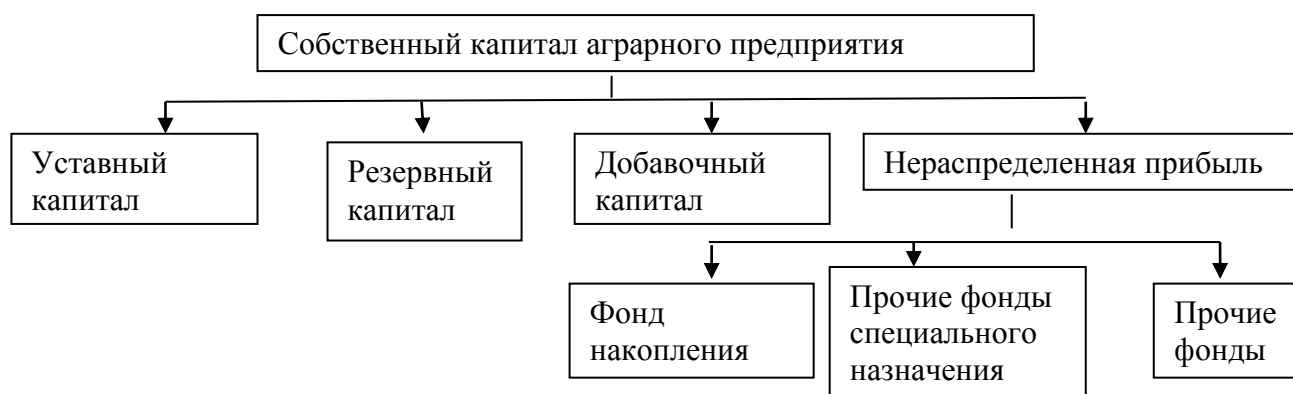 Собственный капитал аграрного предприятия
Уставный
капитал
Резервный
капитал
Добавочный
капитал
Нераспределенная прибыль
Фонд
накопления
Прочие фонды
специального
назначения
Прочие
фонды